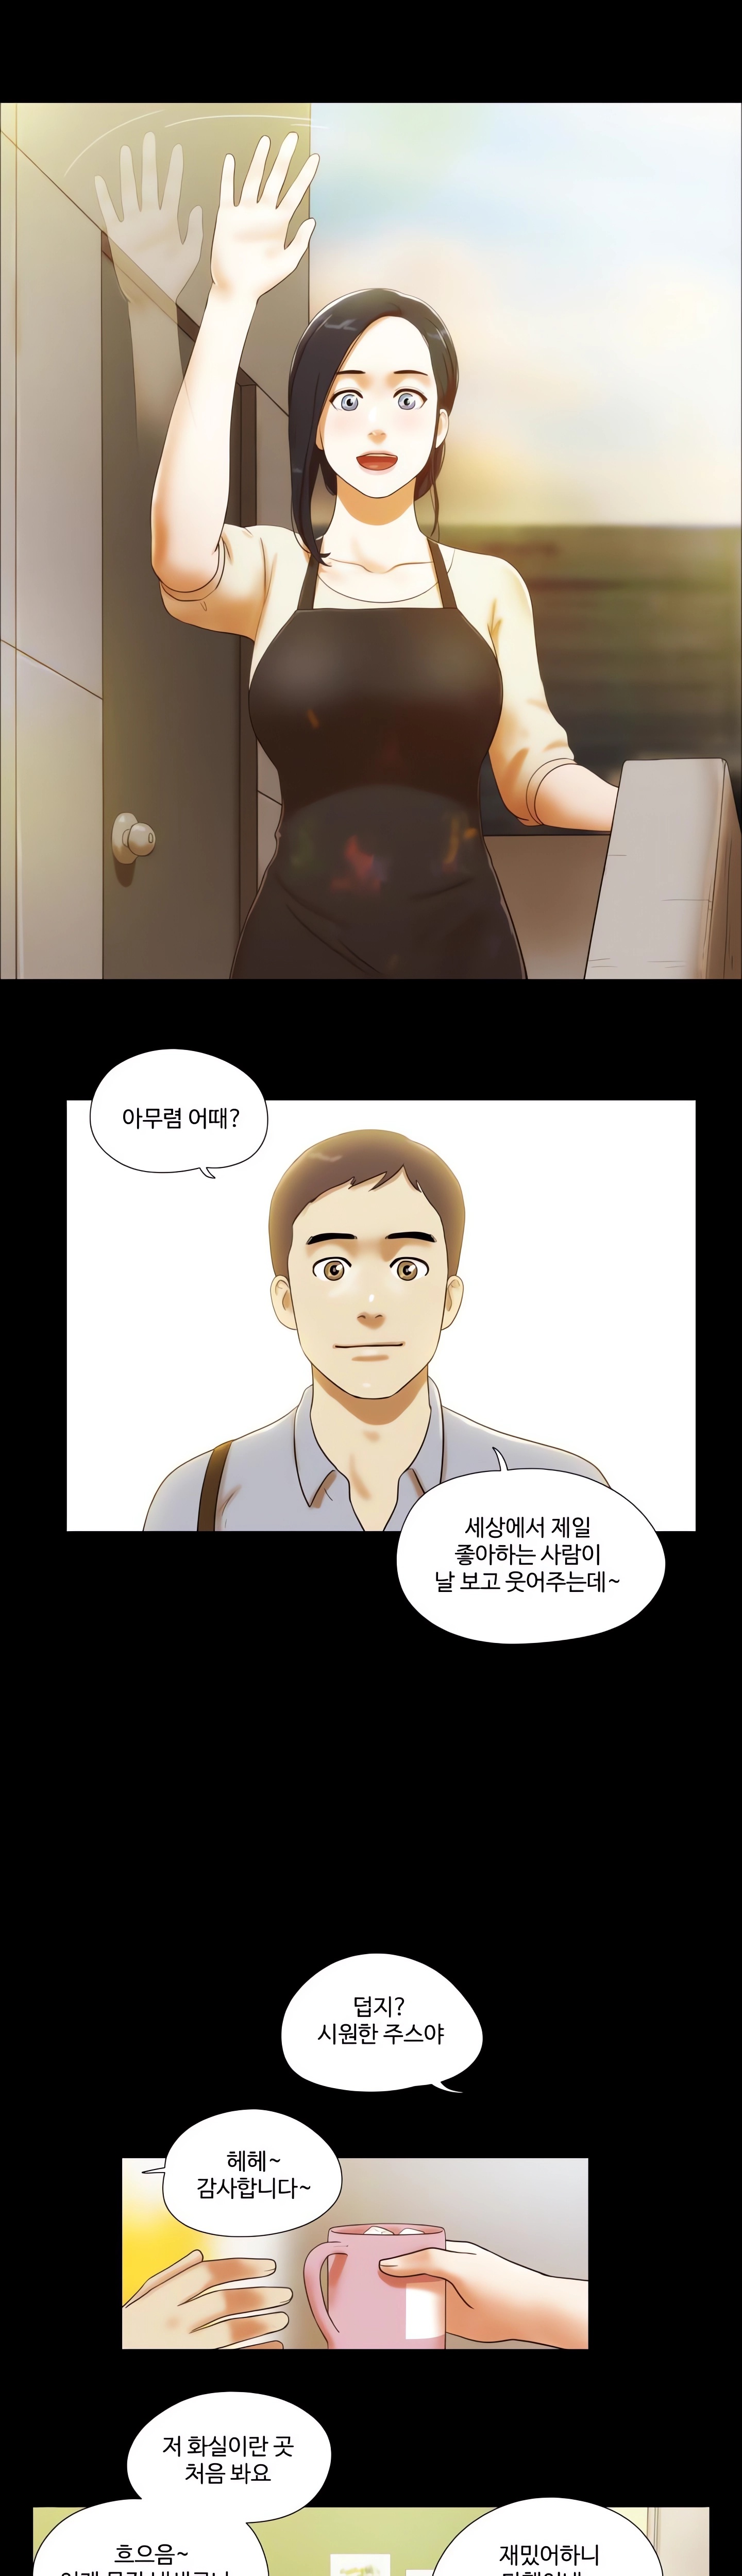 아무렴 어때?
세상에서 제일
좋아하는 사람이
날 보고 웃어주는데~
덥지?
시원한 주스야
헤헤~
감사합니다~
저 화실이란 곳
처음 봐요
흐으음~
재밌어하니